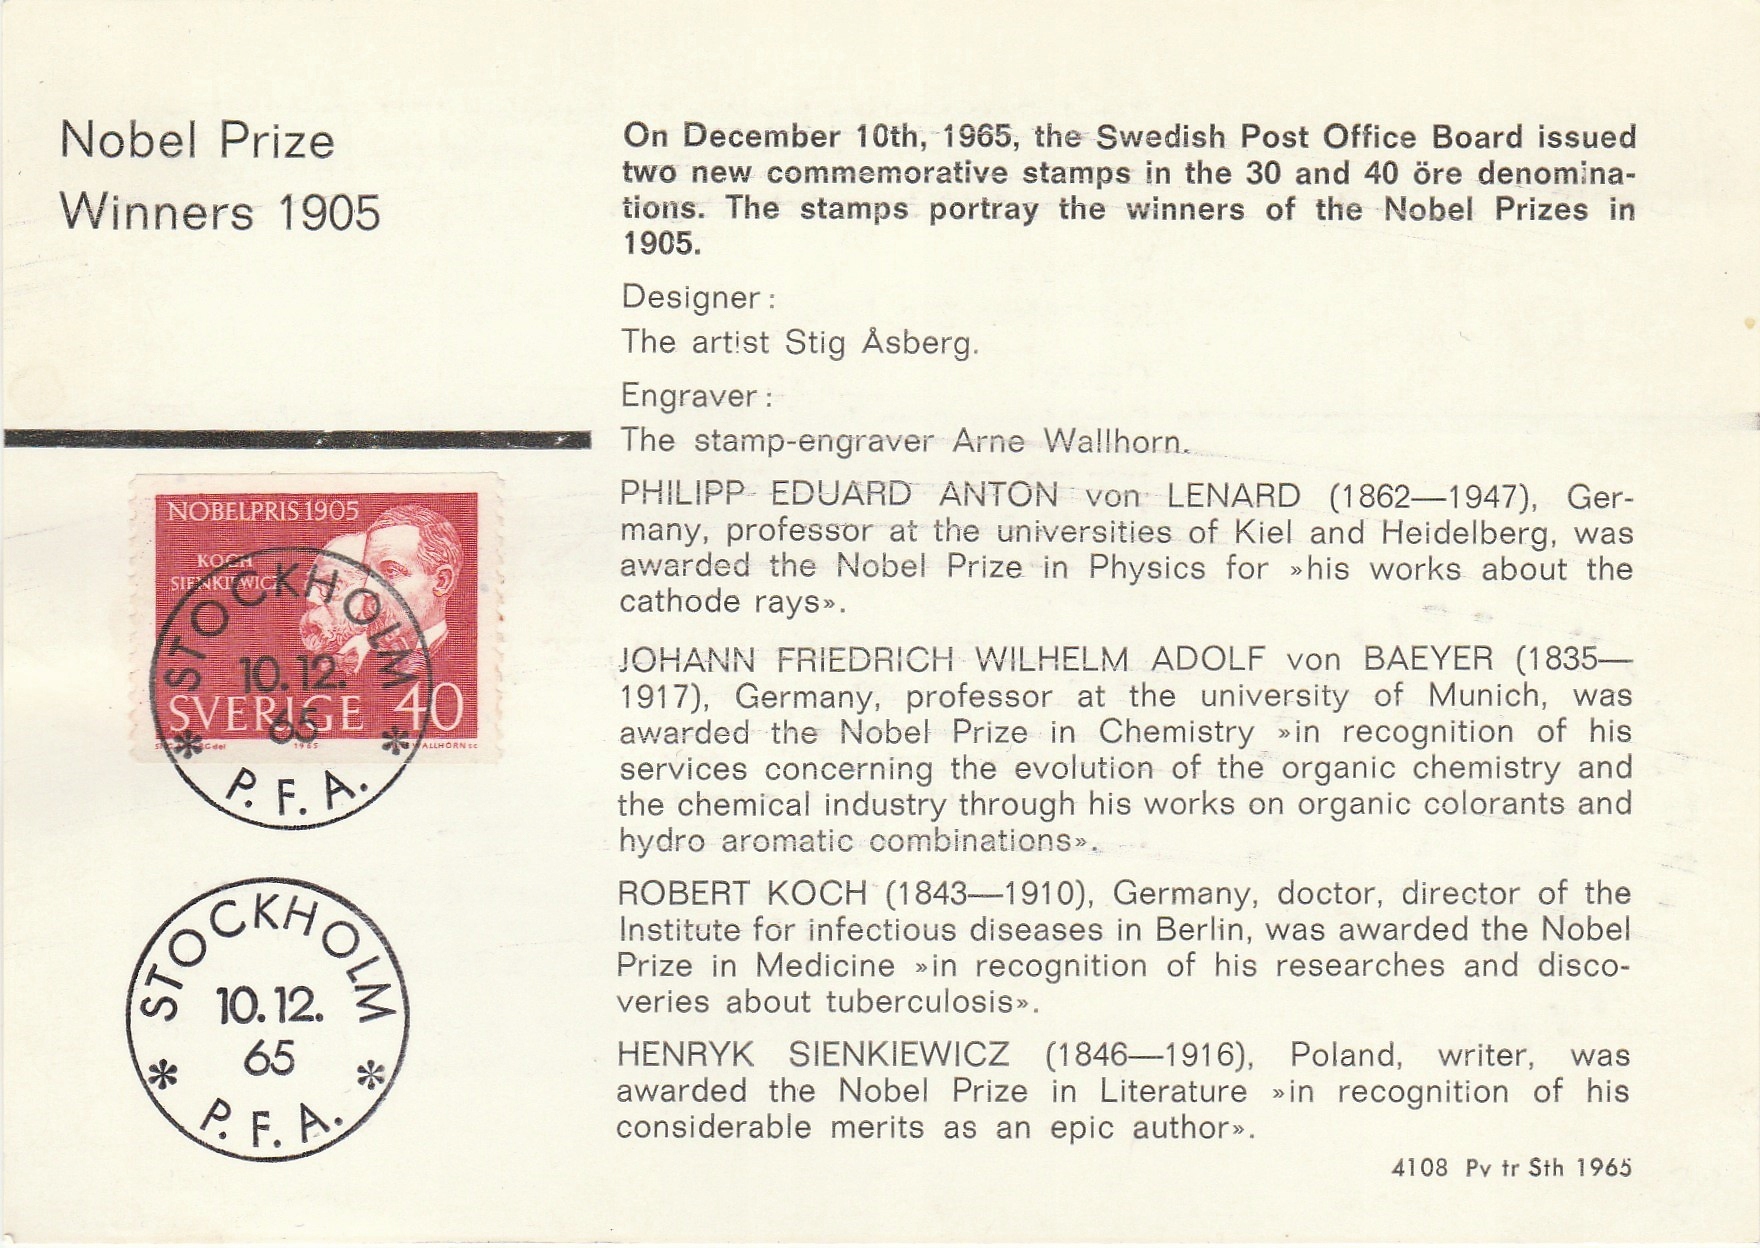 Nobel Prize
Winners 1905
On December 10th, 1965, the Swedish Post Office Board issued
two new commemorative stamps in the 30 and 40 öre denomina-
tions. The stamps portray the winners of the Nobel Prizes in
1905.
Designer:
The artist Stig Åsberg.
Engraver:
The stamp-engraver Arne Wallhorn.
PHILIPP EDUARD ANTON von LENARD (1862—1947), Ger-
many, professor at the universities of Kiel and Heidelberg, was
awarded the Nobel Prize in Physics for »his works about the
cathode rays».
JOHANN FRIEDRICH WILHELM ADOLF von BAEYER (1835—
1917), Germany, professor at the university of Munich, was
awarded the Nobel Prize in Chemistry »in recognition of his
services concerning the evolution of the organic chemistry and
the chemical industry through his works on organic colorants and
hydro aromatic combinations».
ROBERT KOCH (1843—1910), Germany, doctor, director of the
Institute for infectious diseases in Berlin, was awarded the Nobel
Prize in Medicine »in recognition of his researches and disco-
veries about tuberculosis».
HENRYK SIENKIEWICZ (1846—1916), Poland, writer, was
awarded the Nobel Prize in Literature »in recognition of his
considerable merits as an epic author».
4108 Pv tr Sth 1965
NOBELPRIS 1905
KOCH
SIENKIEWICZ
SVERIGE 40
1965
WALLHORN sc
STOCKHOLM
10.12.
65
* *
P.F.A.
STOCKHOLM
10.12.
65
* *
P.F.A.